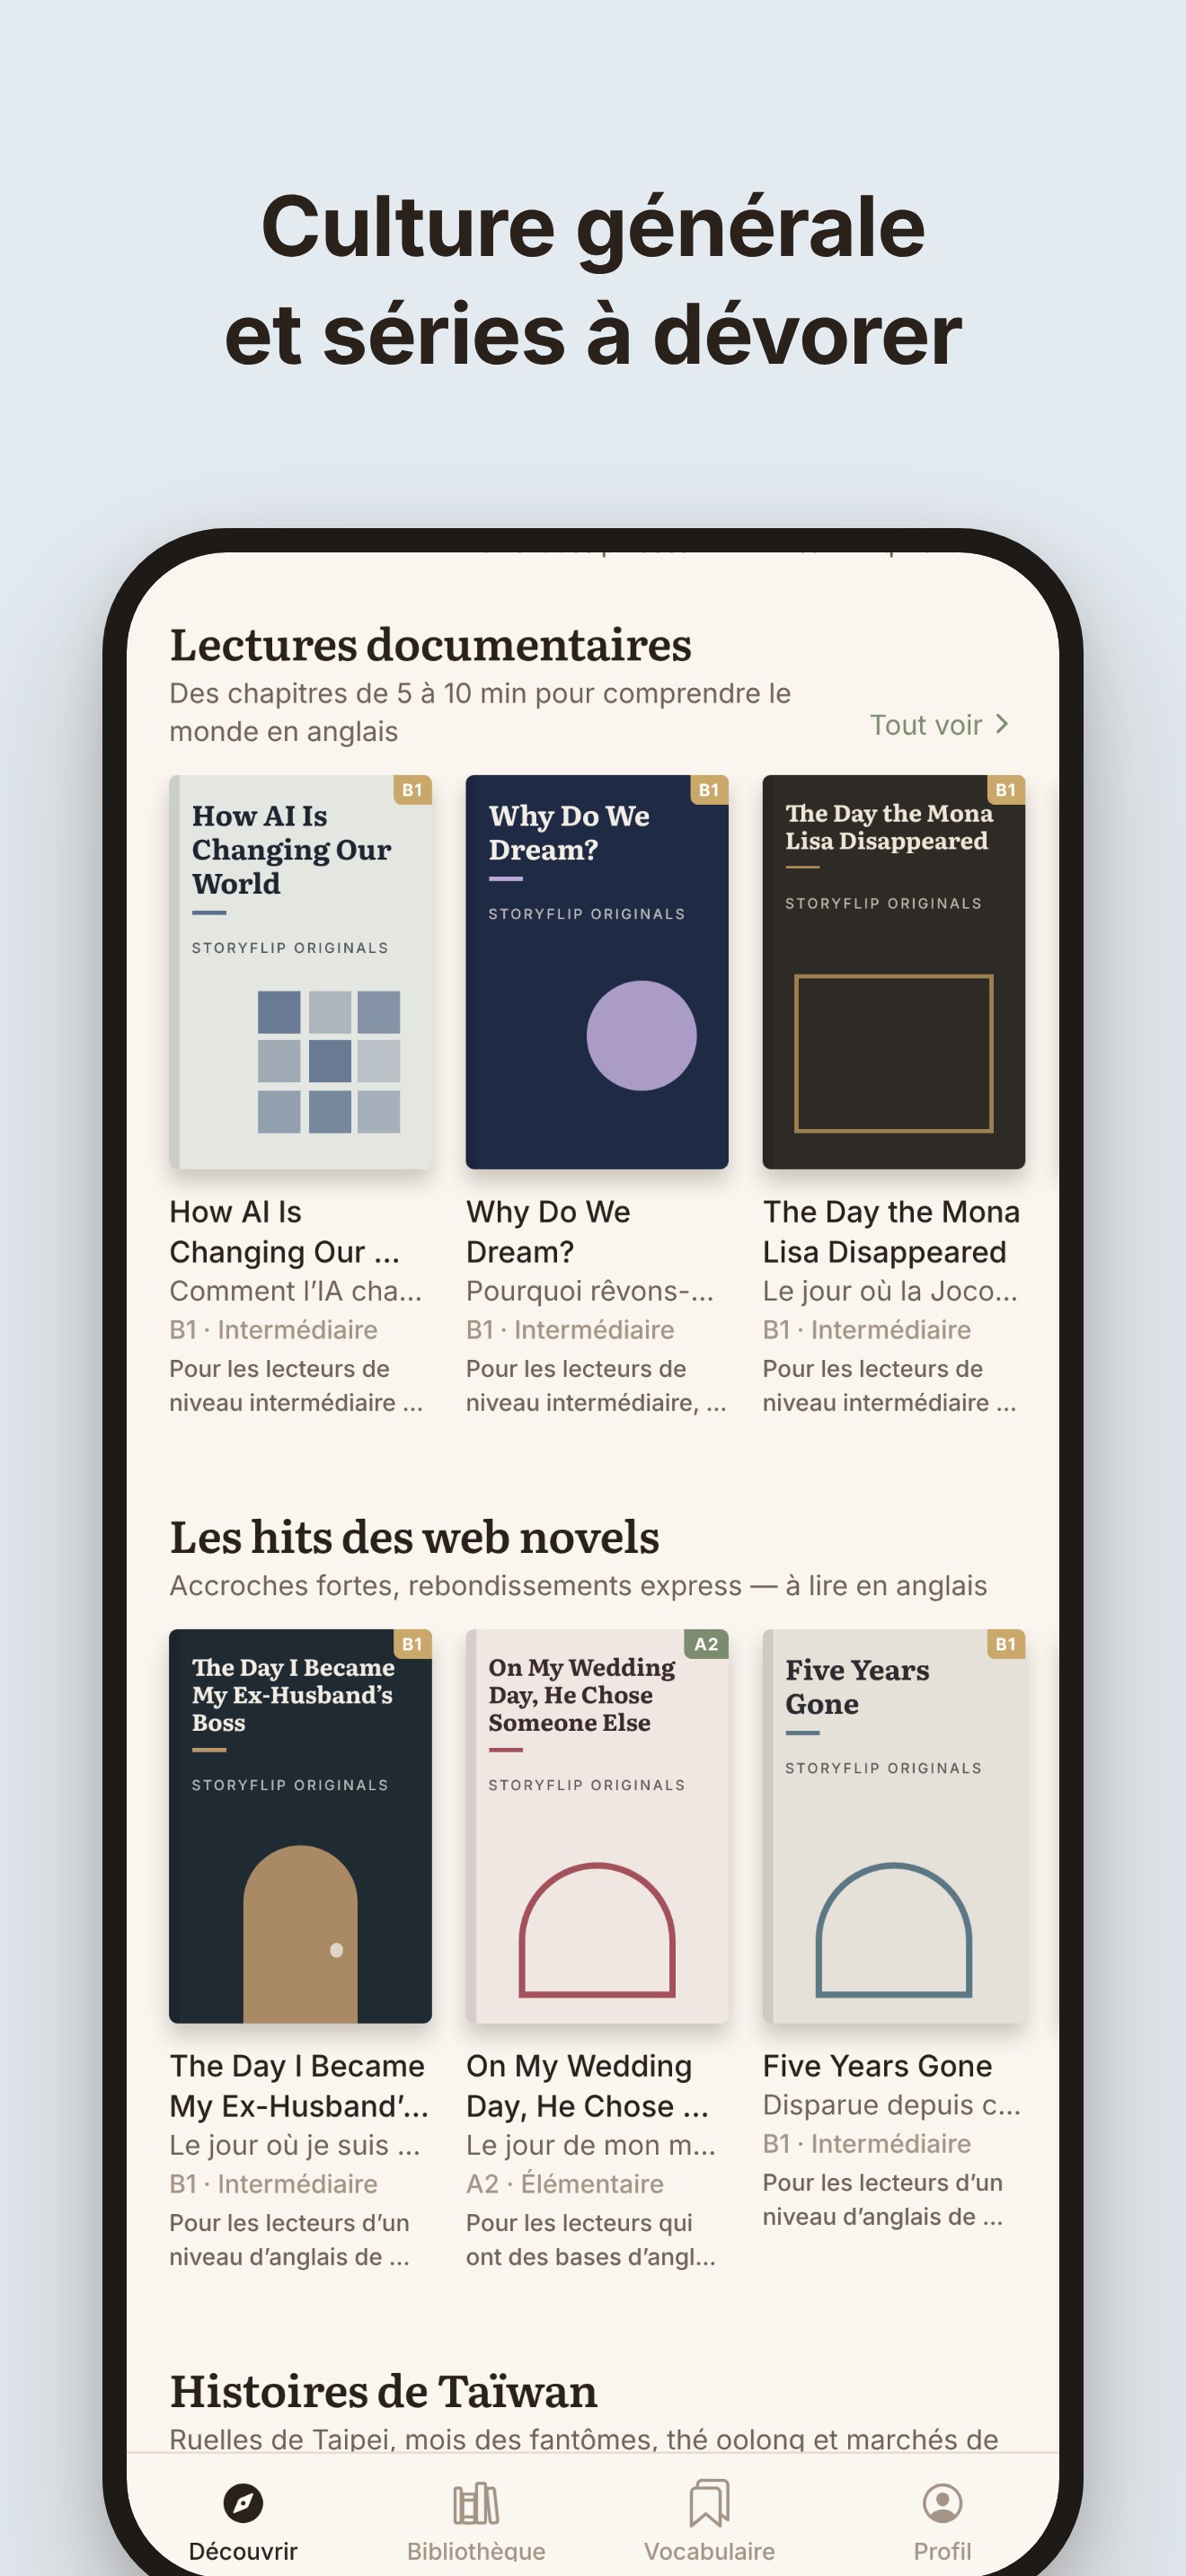 Culture générale
et séries à dévorer
Lectures documentaires
Des chapitres de 5 à 10 min pour comprendre le
monde en anglais
Tout voir
B1
How AI Is
Changing Our
World
STORYFLIP ORIGINALS
B1
Why Do We
Dream?
STORYFLIP ORIGINALS
B1
The Day the Mona
Lisa Disappeared
STORYFLIP ORIGINALS
How AI Is
Changing Our ...
Comment l’IA cha...
B1 · Intermédiaire
Pour les lecteurs de
niveau intermédiaire ...
Why Do We
Dream?
Pourquoi rêvons-...
B1 · Intermédiaire
Pour les lecteurs de
niveau intermédiaire, ...
The Day the Mona
Lisa Disappeared
Le jour où la Joco...
B1 · Intermédiaire
Pour les lecteurs de
niveau intermédiaire ...
Les hits des web novels
Accroches fortes, rebondissements express — à lire en anglais
B1
The Day I Became
My Ex-Husband’s
Boss
STORYFLIP ORIGINALS
A2
On My Wedding
Day, He Chose
Someone Else
STORYFLIP ORIGINALS
B1
Five Years
Gone
STORYFLIP ORIGINALS
The Day I Became
My Ex-Husband’...
Le jour où je suis ...
B1 · Intermédiaire
Pour les lecteurs d’un
niveau d’anglais de ...
On My Wedding
Day, He Chose ...
Le jour de mon m...
A2 · Élémentaire
Pour les lecteurs qui
ont des bases d’angl...
Five Years Gone
Disparue depuis c...
B1 · Intermédiaire
Pour les lecteurs d’un
niveau d’anglais de ...
Histoires de Taïwan
Ruelles de Taipei, mois des fantômes, thé oolong et marchés de
Découvrir
Bibliothèque
Vocabulaire
Profil